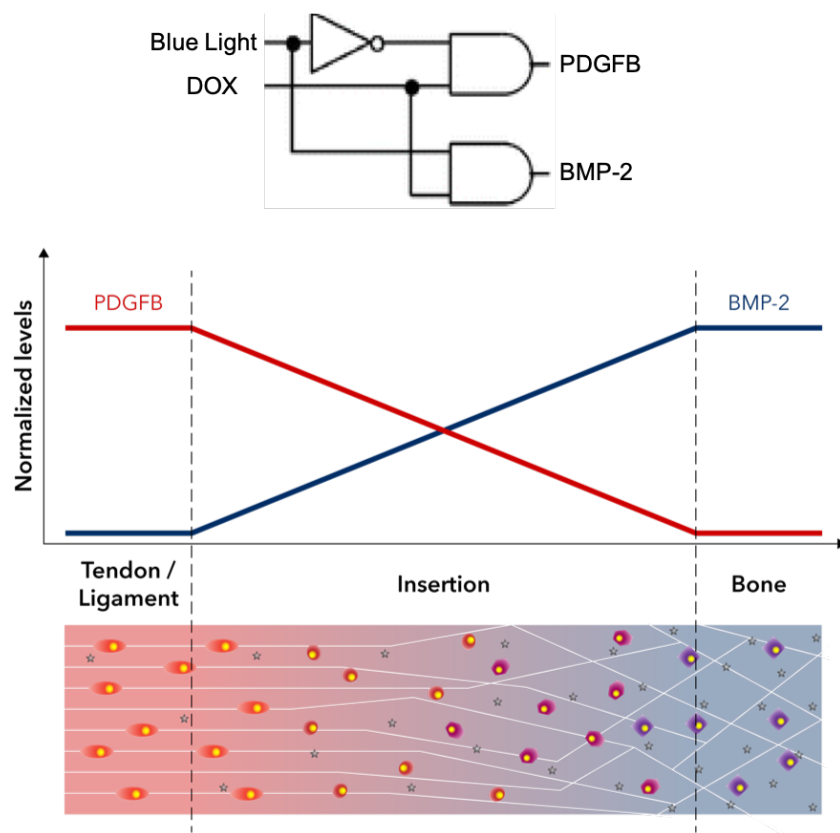 Blue Light
DOX
PDGFB
BMP-2
PDGFB
BMP-2
Normalized levels
Tendon /
Ligament
Insertion
Bone